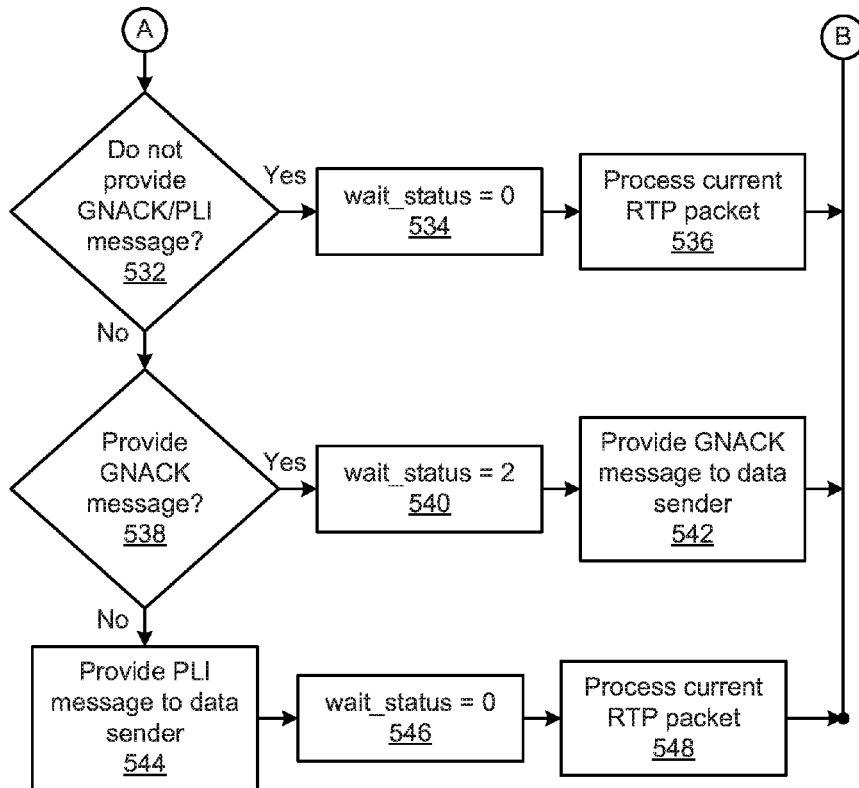 A
B
Do not
provide
GNACK/PLI
message?
532
Yes
wait_status = 0
534
Process current
RTP packet
536
No
Provide
GNACK
message?
538
Yes
wait_status = 2
540
Provide GNACK
message to data
sender
542
No
Provide PLI
message to data
sender
544
wait_status = 0
546
Process current
RTP packet
548